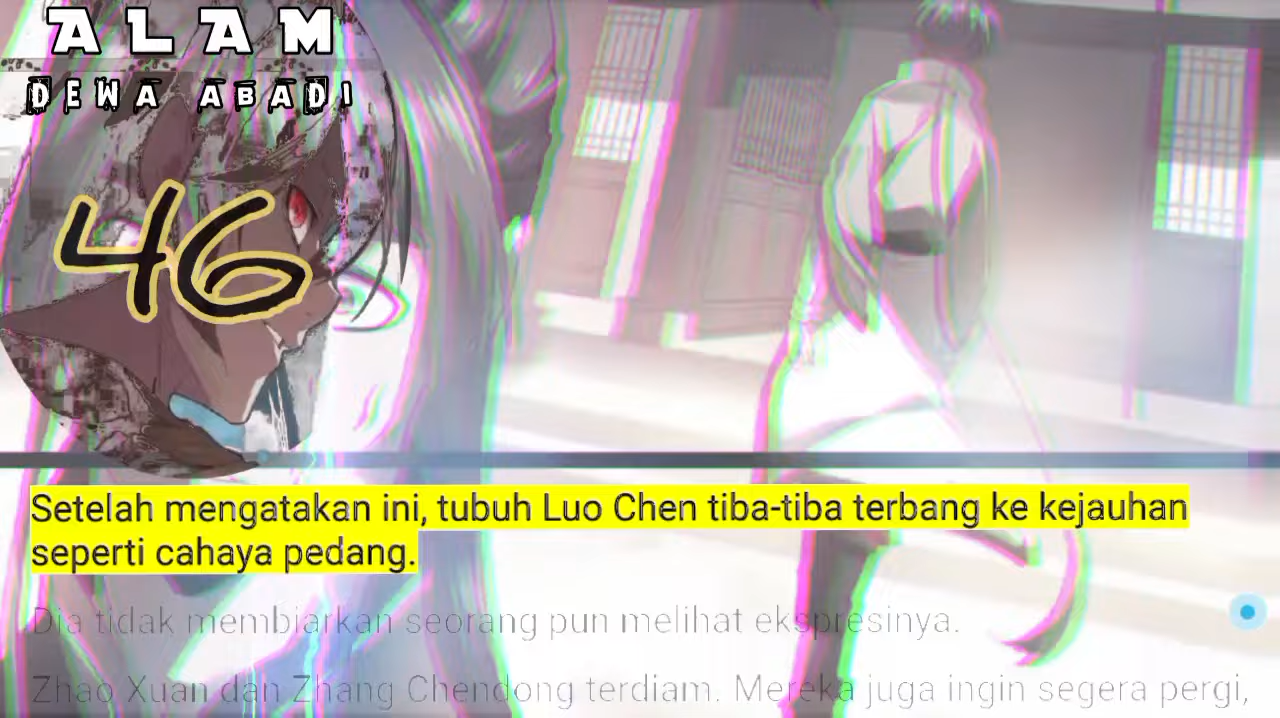 ALAM
DEWA ABADI
46
Setelah mengatakan ini, tubuh Luo Chen tiba-tiba terbang ke kejauhan
seperti cahaya pedang.
Dia tidak membiarkan seorang pun melihat ekspresinya.
Zhao Xuan dan Zhang Chendong terdiam. Mereka juga ingin segera pergi,